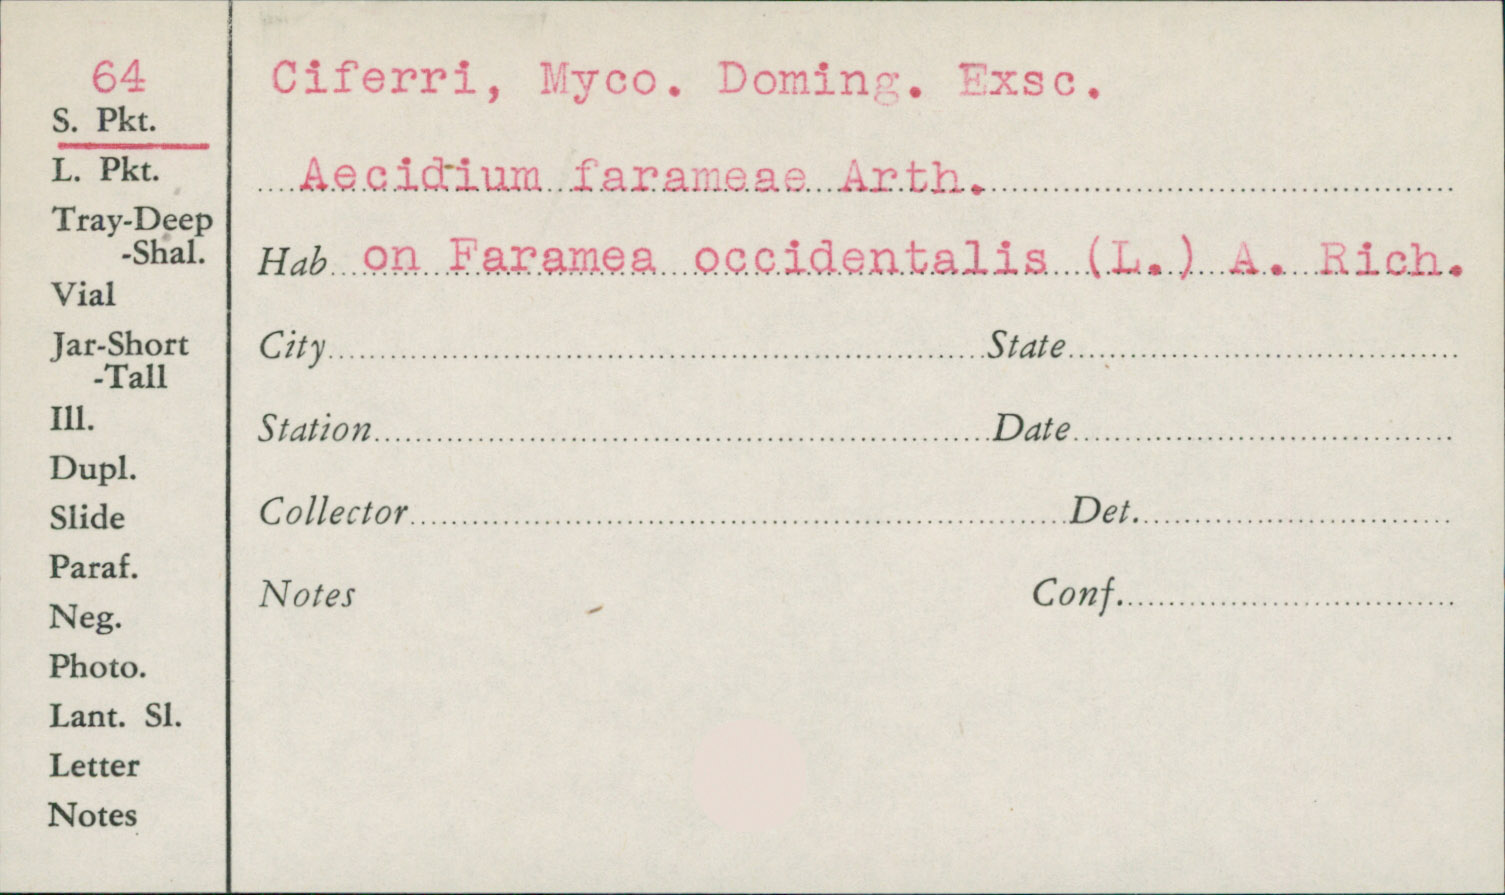 64
S. Pkt.
L. Pkt.
Tray-Deep
-Shal.
Vial
Jar-Short
-Tall
Ill.
Dupl.
Slide
Paraf.
Neg.
Photo.
Lant. Sl.
Letter
Notes
Ciferri, Myco. Doming. Exsc.
Aecidium farameae Arth.
Hab on Faramea occidentalis (L.) A. Rich.
City State
Station Date
Collector Det.
Notes Conf.